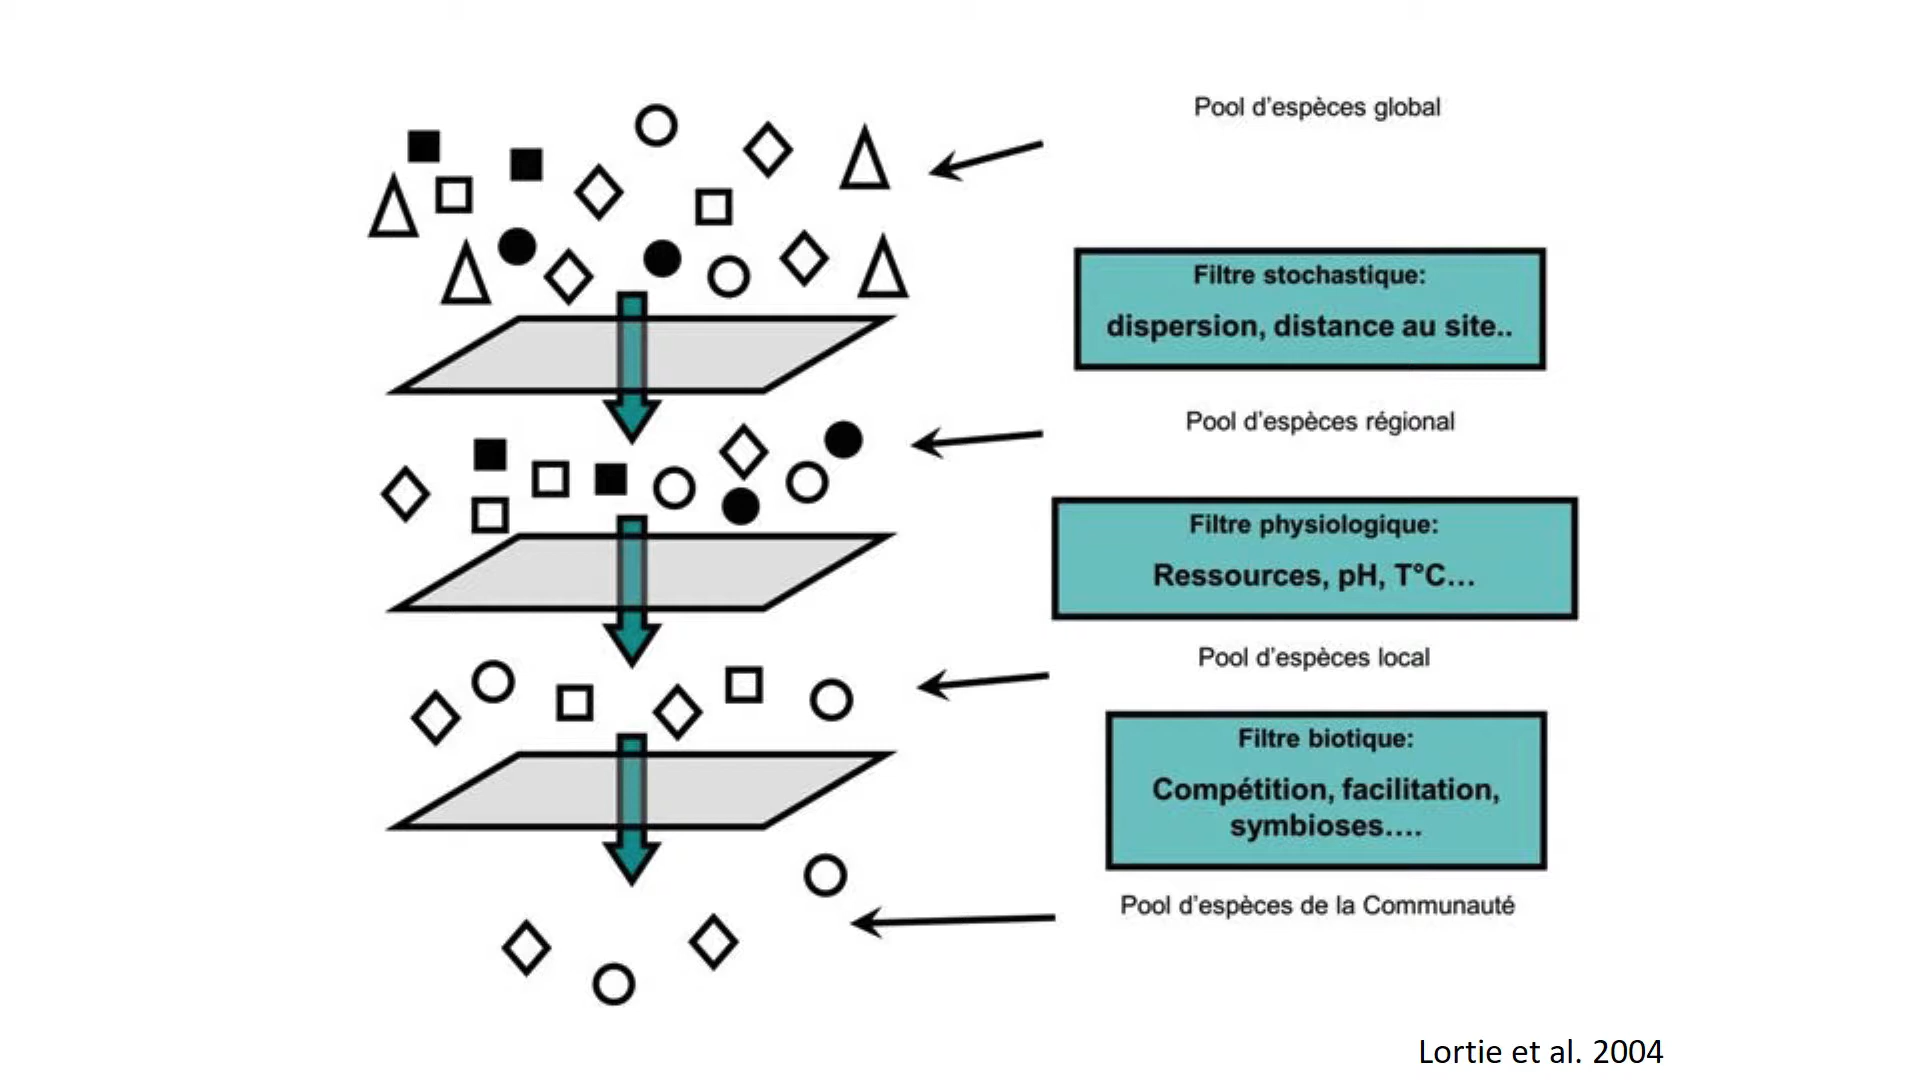 Pool d'espèces global
Filtre stochastique:
dispersion, distance au site..
Pool d'espèces régional
Filtre physiologique:
Ressources, pH, T°C...
Pool d'espèces local
Filtre biotique:
Compétition, facilitation,
symbioses....
Pool d'espèces de la Communauté
Lortie et al. 2004